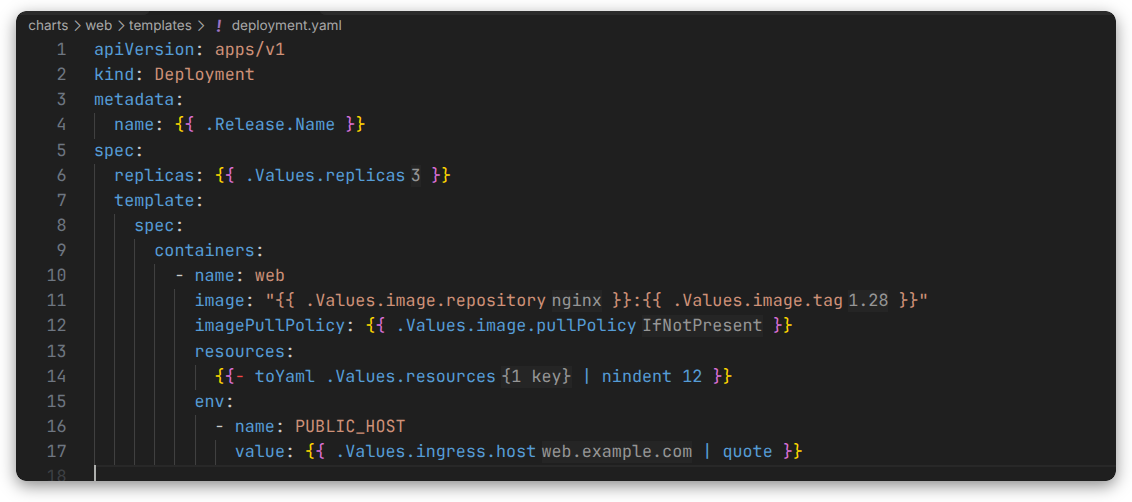 charts > web > templates > ! deployment.yaml
1 apiVersion: apps/v1
2 kind: Deployment
3 metadata:
4   name: {{ .Release.Name }}
5 spec:
6   replicas: {{ .Values.replicas 3 }}
7   template:
8     spec:
9       containers:
10         - name: web
11           image: "{{ .Values.image.repository nginx }}:{{ .Values.image.tag 1.28 }}"
12           imagePullPolicy: {{ .Values.image.pullPolicy IfNotPresent }}
13           resources:
14             {{- toYaml .Values.resources {1 key} | nindent 12 }}
15           env:
16             - name: PUBLIC_HOST
17               value: {{ .Values.ingress.host web.example.com | quote }}
18